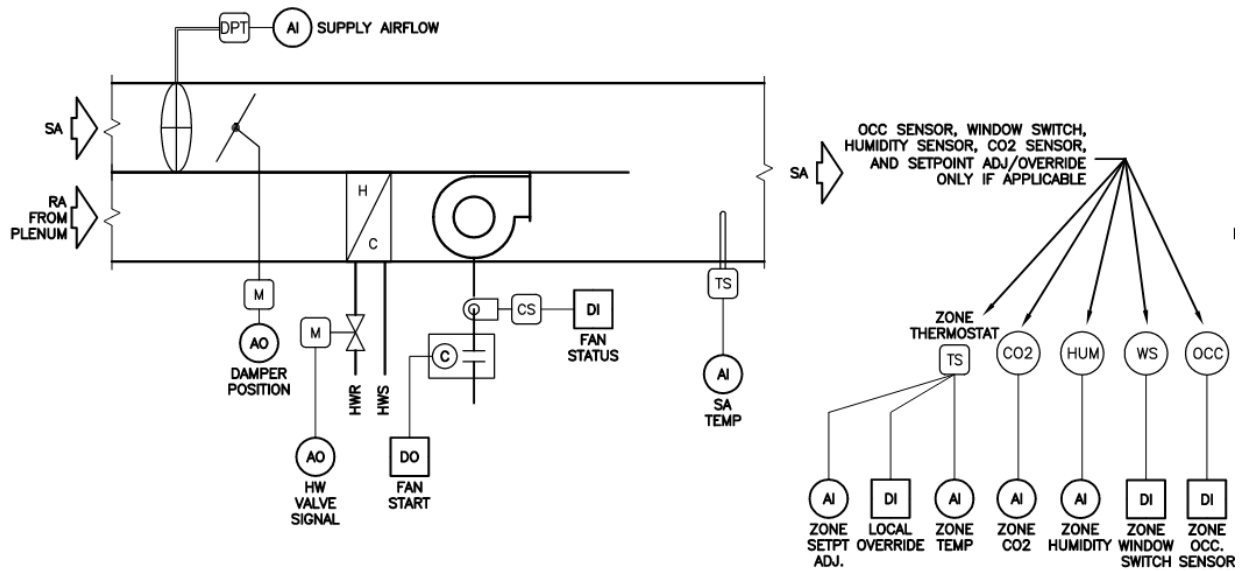 DPT
AI
SUPPLY AIRFLOW
SA
OCC SENSOR, WINDOW SWITCH,
HUMIDITY SENSOR, CO2 SENSOR,
AND SETPOINT ADJ/OVERRIDE
ONLY IF APPLICABLE
SA
RA
FROM
PLENUM
H
C
M
AO
DAMPER
POSITION
M
AO
HW
VALVE
SIGNAL
HWR
HWS
C
DO
FAN
START
CS
DI
FAN
STATUS
TS
AI
SA
TEMP
ZONE
THERMOSTAT
TS
CO2
HUM
WS
OCC
AI
ZONE
SETPT
ADJ.
DI
LOCAL
OVERRIDE
AI
ZONE
TEMP
AI
ZONE
CO2
AI
ZONE
HUMIDITY
DI
ZONE
WINDOW
SWITCH
DI
ZONE
OCC.
SENSOR